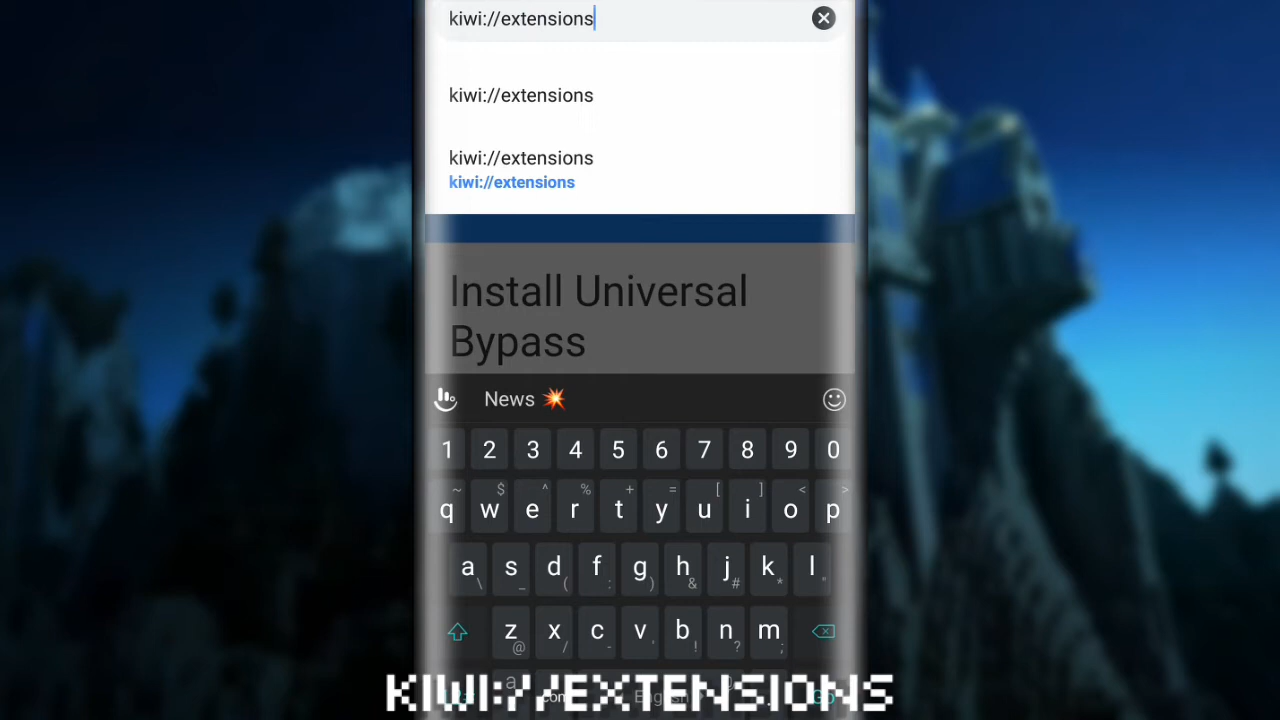 kiwi://extensions
kiwi://extensions
kiwi://extensions
kiwi://extensions
Install Universal
Bypass
News 💥
1 2 3 4 5 6 7 8 9 0
~ $ ^ % + = [ ] < >
q w e r t y u i o p
a s d f g h j k l
\ _ ( : ) & # * "
z x c v b n m
@ / - ' ! ? ;
KIWI://EXTENSIONS